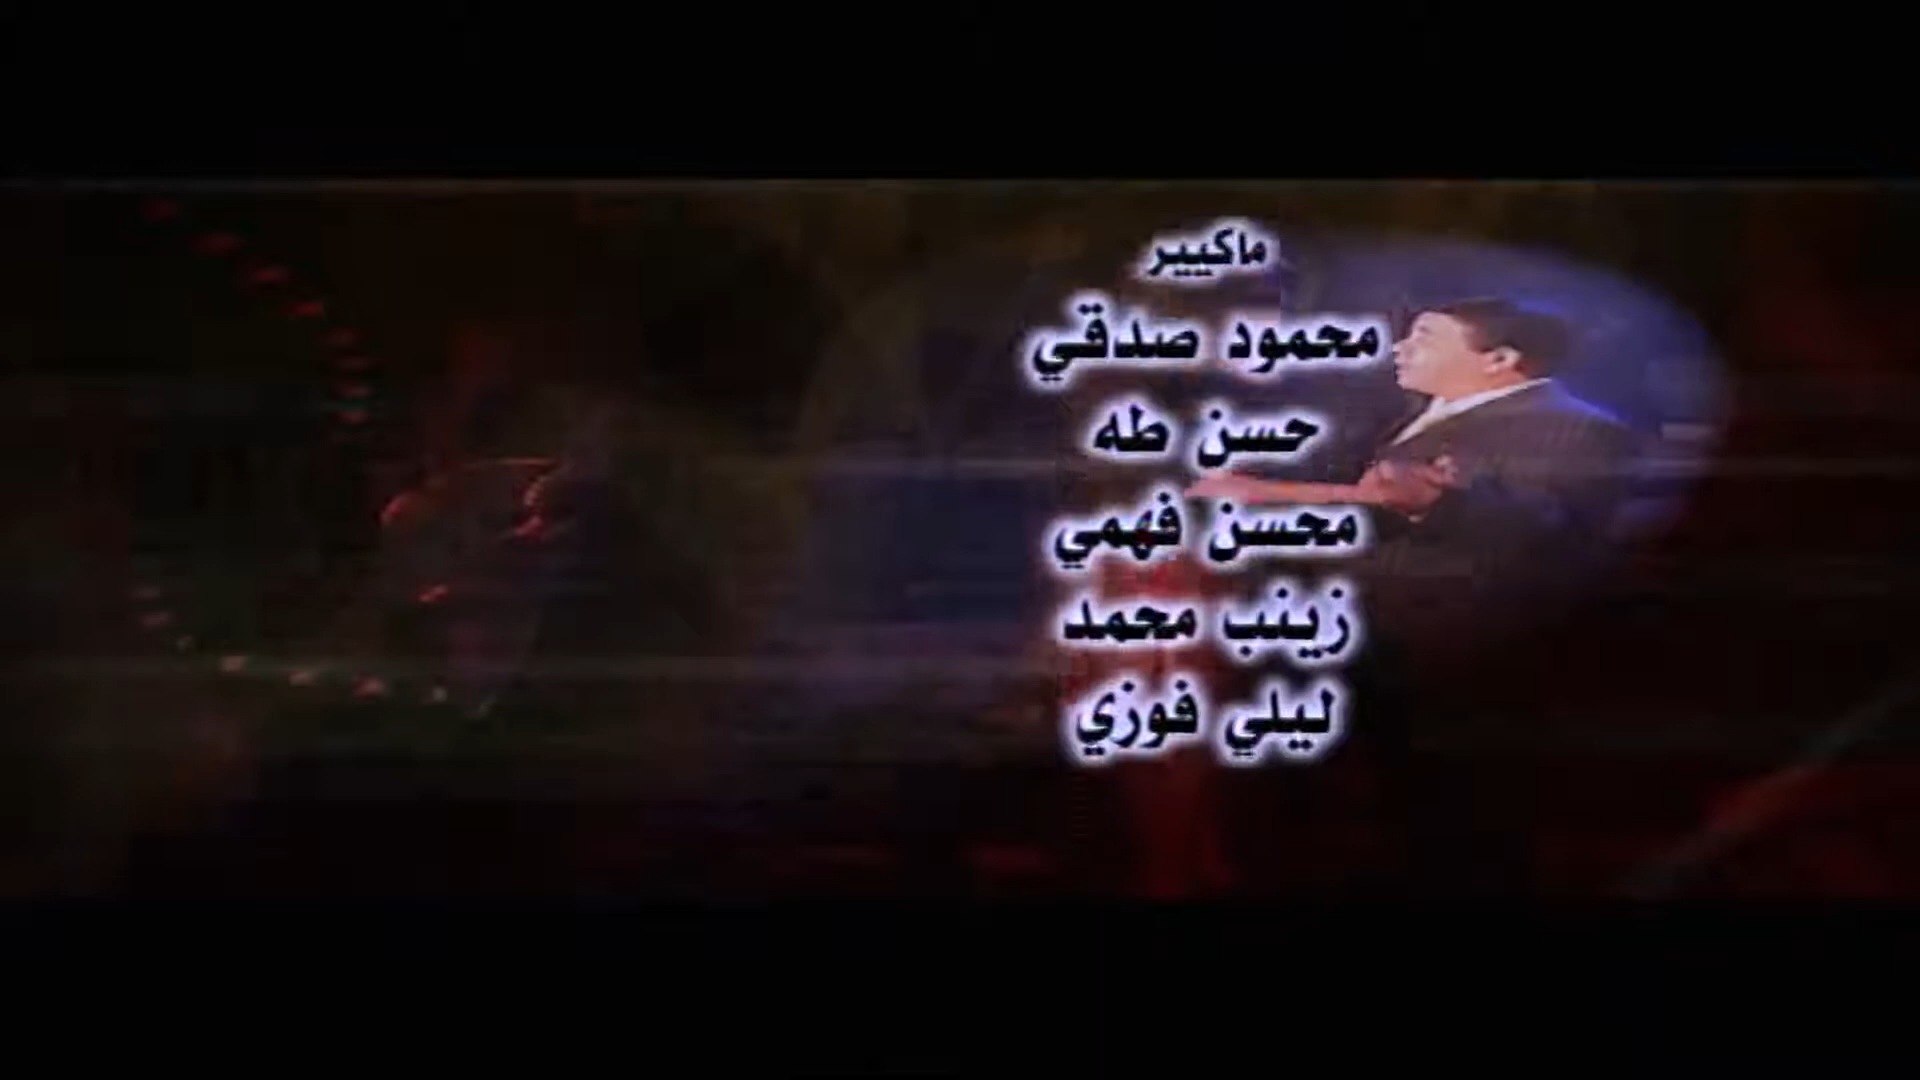 ماكيير
محمود صدقي
حسن طه
محسن فهمي
زينب محمد
ليلي فوزي